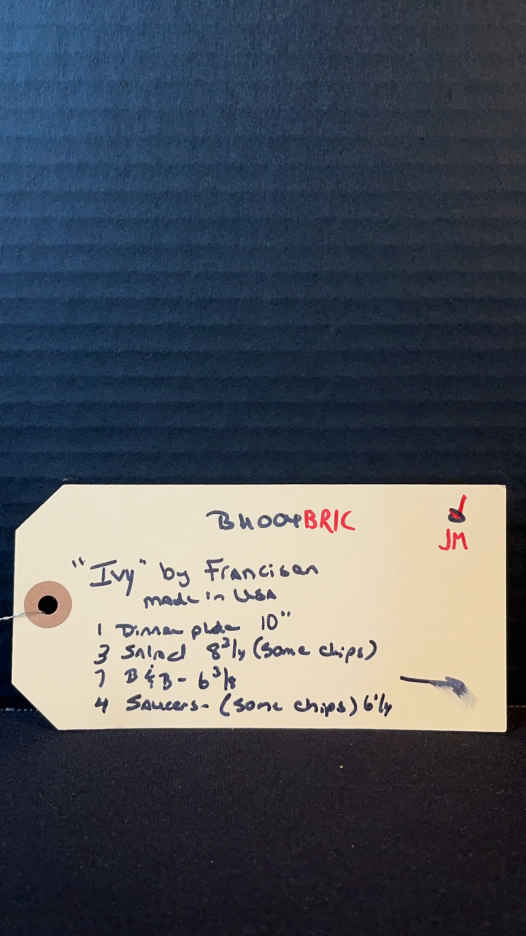 BH004BRIC
JM
"Ivy" by Franciscan
made in USA
1 Dinner plate 10"
3 Salad 8 3/4 (some chips)
7 B & B - 6 3/8
4 Saucers - (some chips) 6 1/4